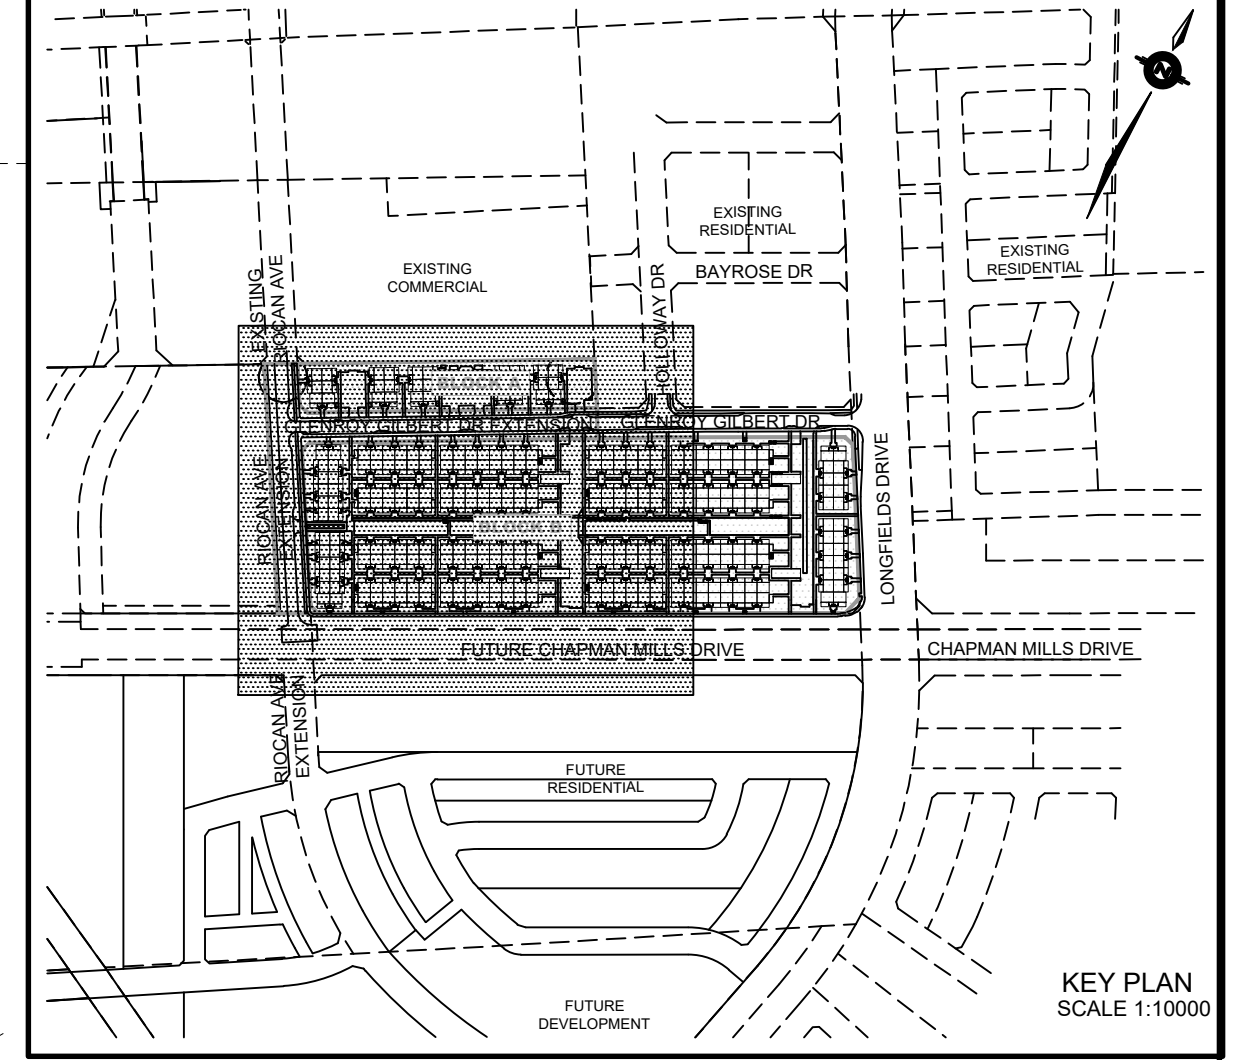 N
EXISTING
RESIDENTIAL
EXISTING
RESIDENTIAL
EXISTING
COMMERCIAL
BAYROSE DR
HOLLOWAY DR
EXISTING
RIOCAN AVE
BLOCK A
GLENROY GILBERT DR EXTENSION
GLENROY GILBERT DR
RIOCAN AVE
EXTENSION
BLOCK B
LONGFIELDS DRIVE
FUTURE CHAPMAN MILLS DRIVE
CHAPMAN MILLS DRIVE
RIOCAN AVE
EXTENSION
FUTURE
RESIDENTIAL
FUTURE
DEVELOPMENT
KEY PLAN
SCALE 1:10000